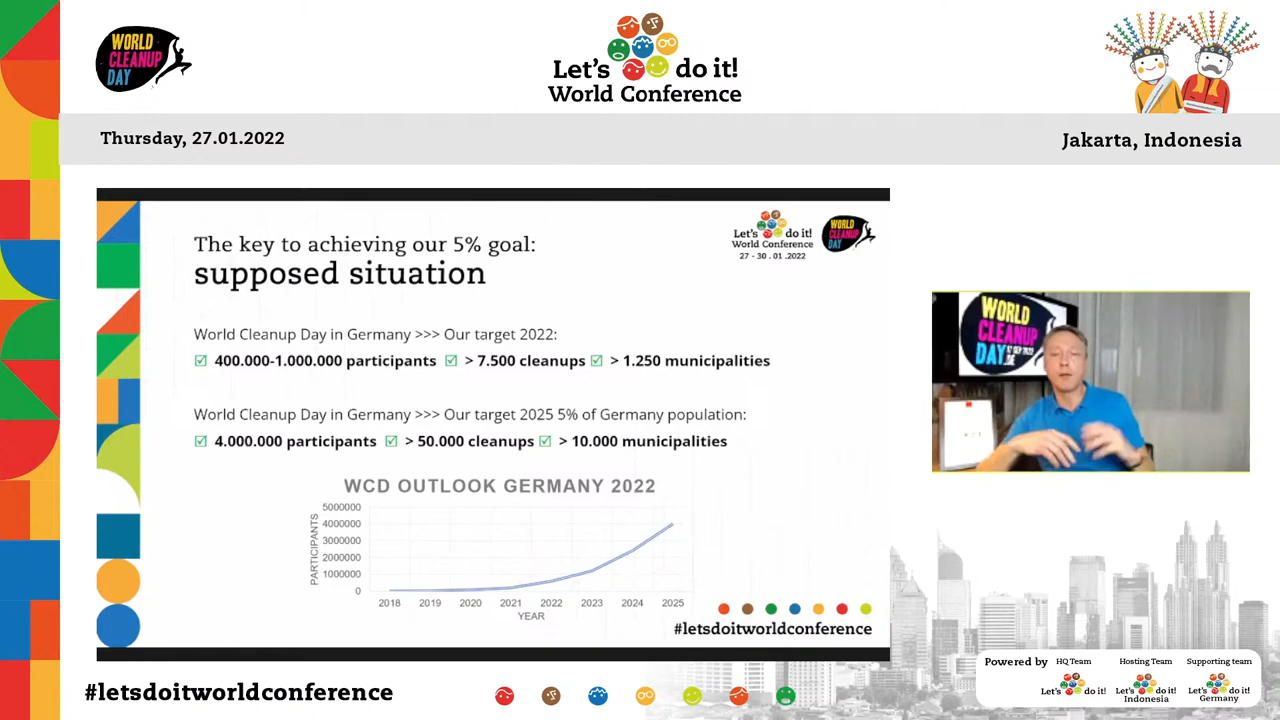 WORLD
CLEANUP
DAY
Let's do it!
World Conference
Thursday, 27.01.2022
Jakarta, Indonesia
The key to achieving our 5% goal:
supposed situation
Let's do it!
World Conference
27 - 30 . 01 .2022
WORLD
CLEANUP
DAY
World Cleanup Day in Germany >>> Our target 2022:
400.000-1.000.000 participants > 7.500 cleanups > 1.250 municipalities
World Cleanup Day in Germany >>> Our target 2025 5% of Germany population:
4.000.000 participants > 50.000 cleanups > 10.000 municipalities
WCD OUTLOOK GERMANY 2022
PARTICIPANTS
5000000
4000000
3000000
2000000
1000000
0
2018 2019 2020 2021 2022 2023 2024 2025
YEAR
#letsdoitworldconference
WORLD
CLEANUP
DAY
#letsdoitworldconference
Powered by
HQ Team
Let's do it!
Hosting Team
Let's do it!
Indonesia
Supporting team
Let's do it!
Germany